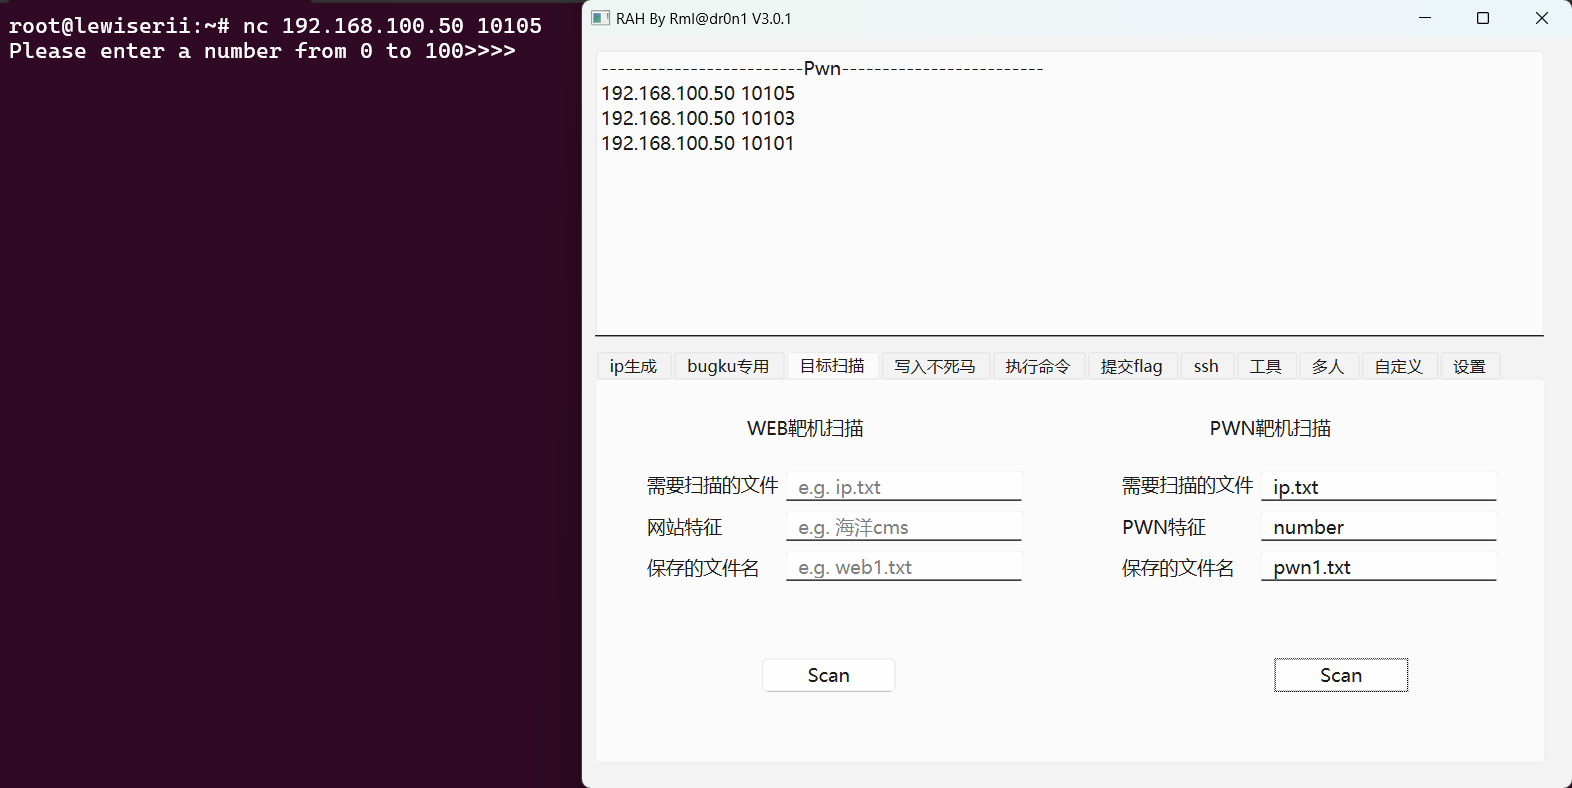 root@lewiserii:~# nc 192.168.100.50 10105
Please enter a number from 0 to 100>>>>
RAH By Rml@dr0n1 V3.0.1
-------------------------Pwn-------------------------
192.168.100.50 10105
192.168.100.50 10103
192.168.100.50 10101
ip生成 bugku专用 目标扫描 写入不死马 执行命令 提交flag ssh 工具 多人 自定义 设置
WEB靶机扫描
需要扫描的文件 e.g. ip.txt
网站特征 e.g. 海洋cms
保存的文件名 e.g. web1.txt
Scan
PWN靶机扫描
需要扫描的文件 ip.txt
PWN特征 number
保存的文件名 pwn1.txt
Scan